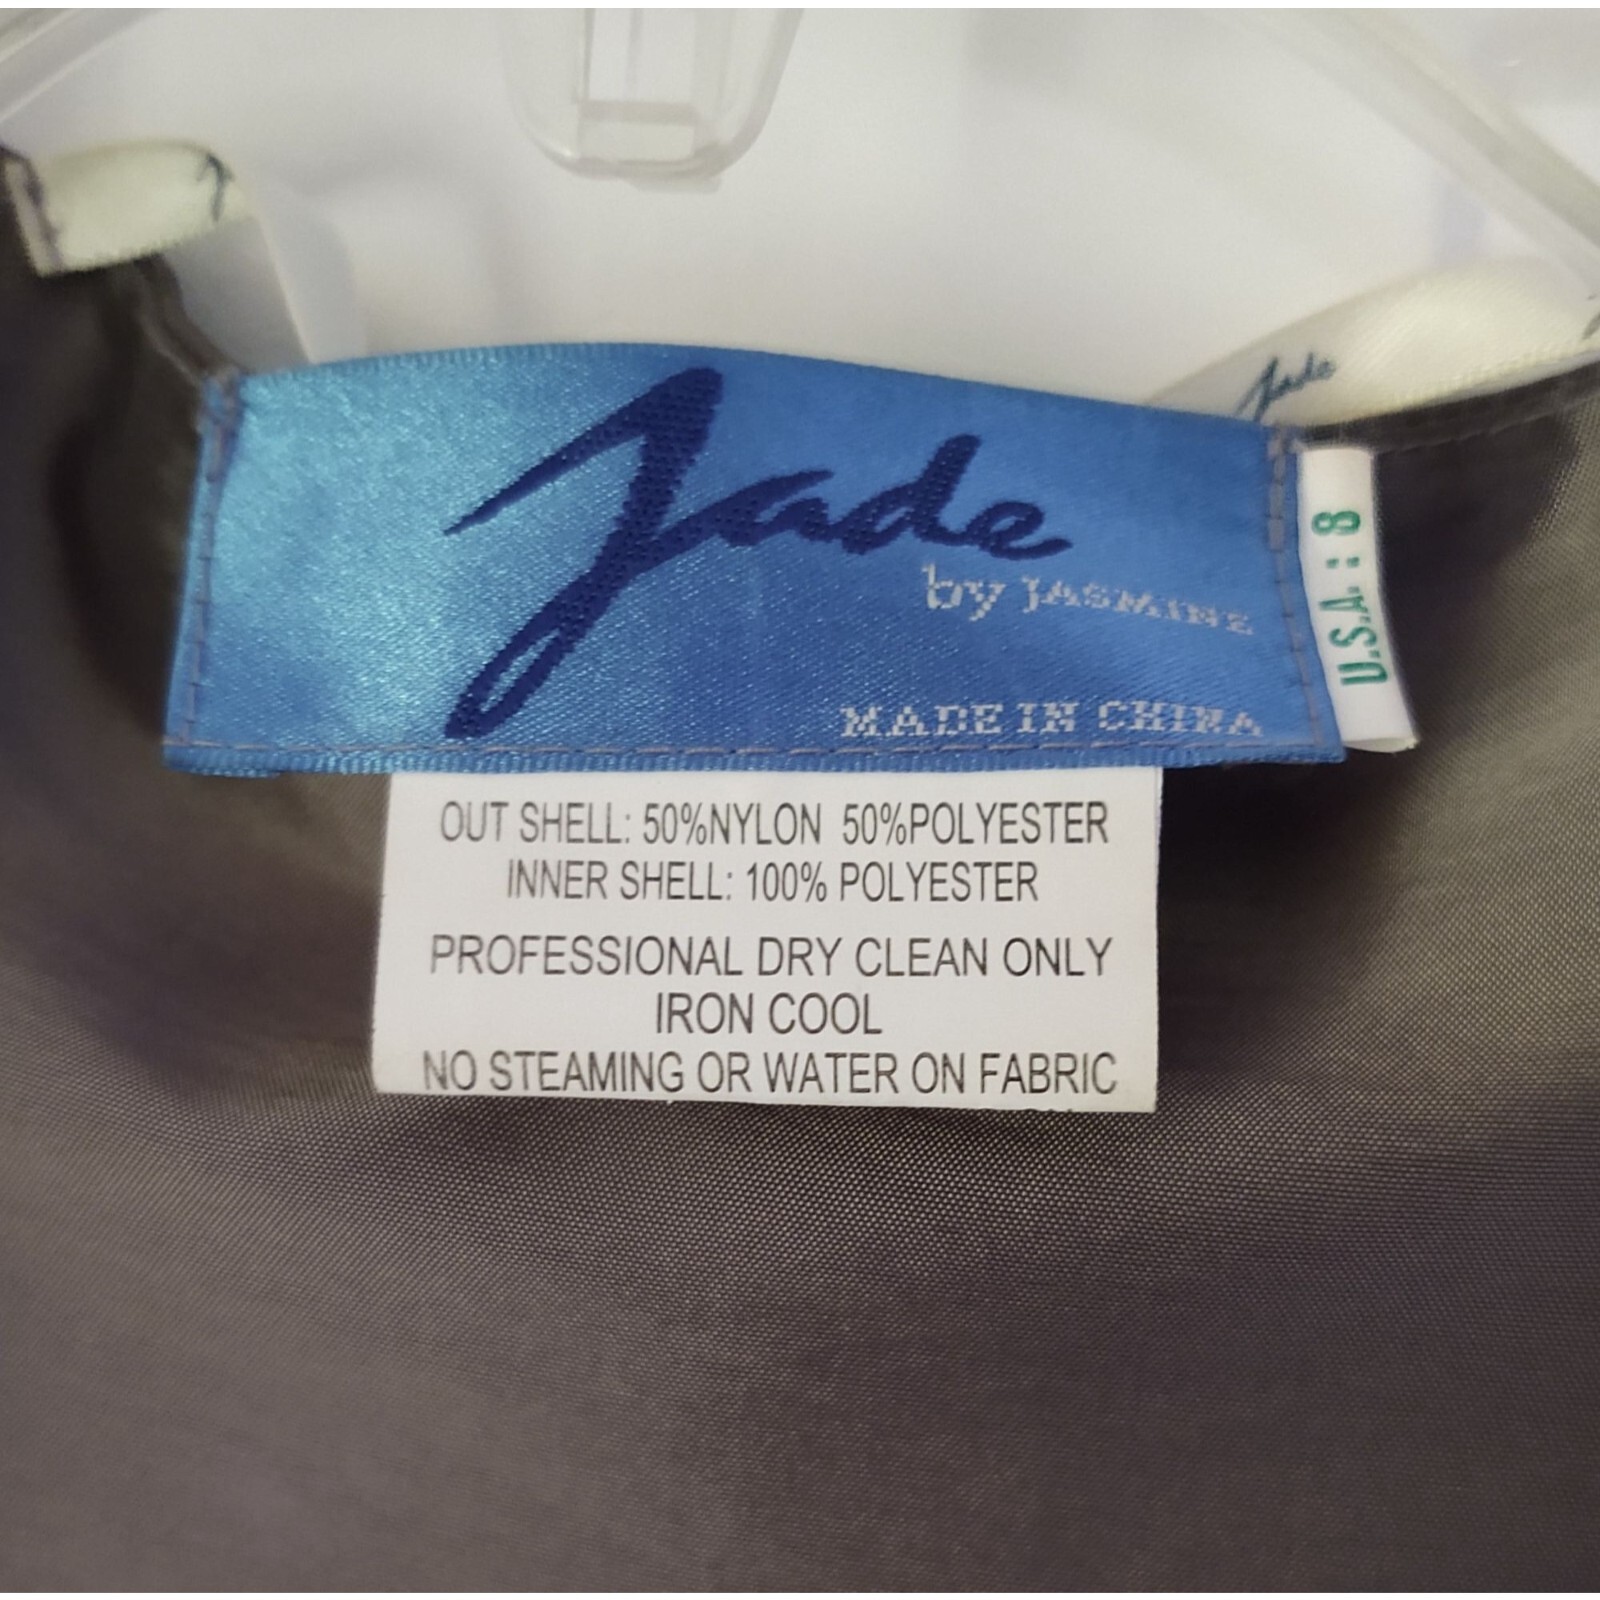 Jade
by JASMINE
MADE IN CHINA
Jade
U.S.A.: 8
OUT SHELL: 50%NYLON 50%POLYESTER
INNER SHELL: 100% POLYESTER
PROFESSIONAL DRY CLEAN ONLY
IRON COOL
NO STEAMING OR WATER ON FABRIC